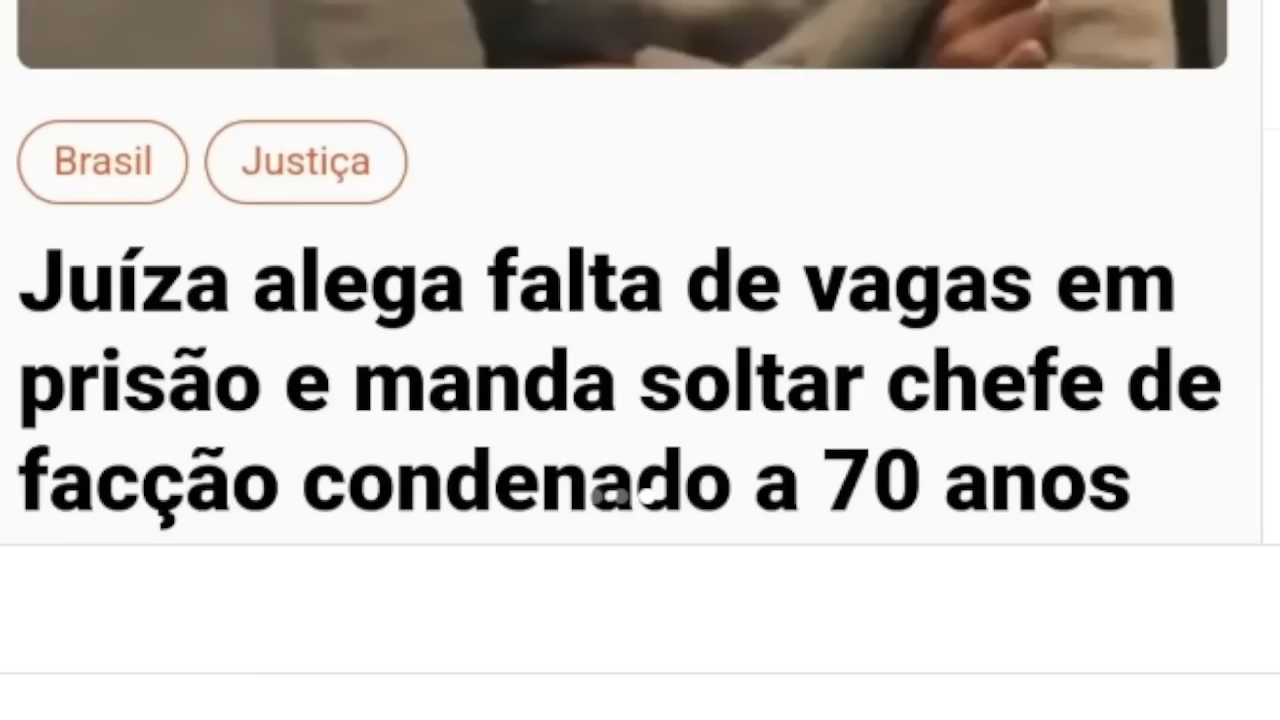 Brasil Justiça
Juíza alega falta de vagas em
prisão e manda soltar chefe de
facção condenado a 70 anos